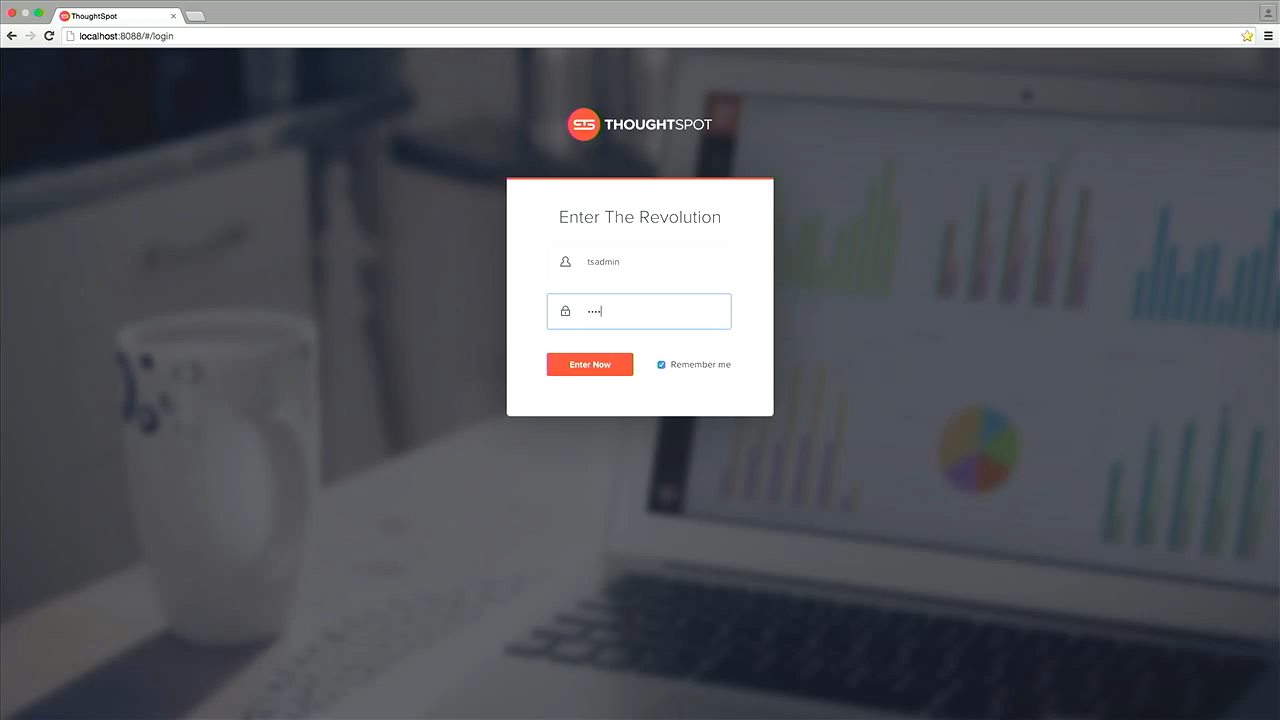 ThoughtSpot
localhost:8088/#/login
THOUGHTSPOT
Enter The Revolution
tsadmin
••••
Enter Now
Remember me